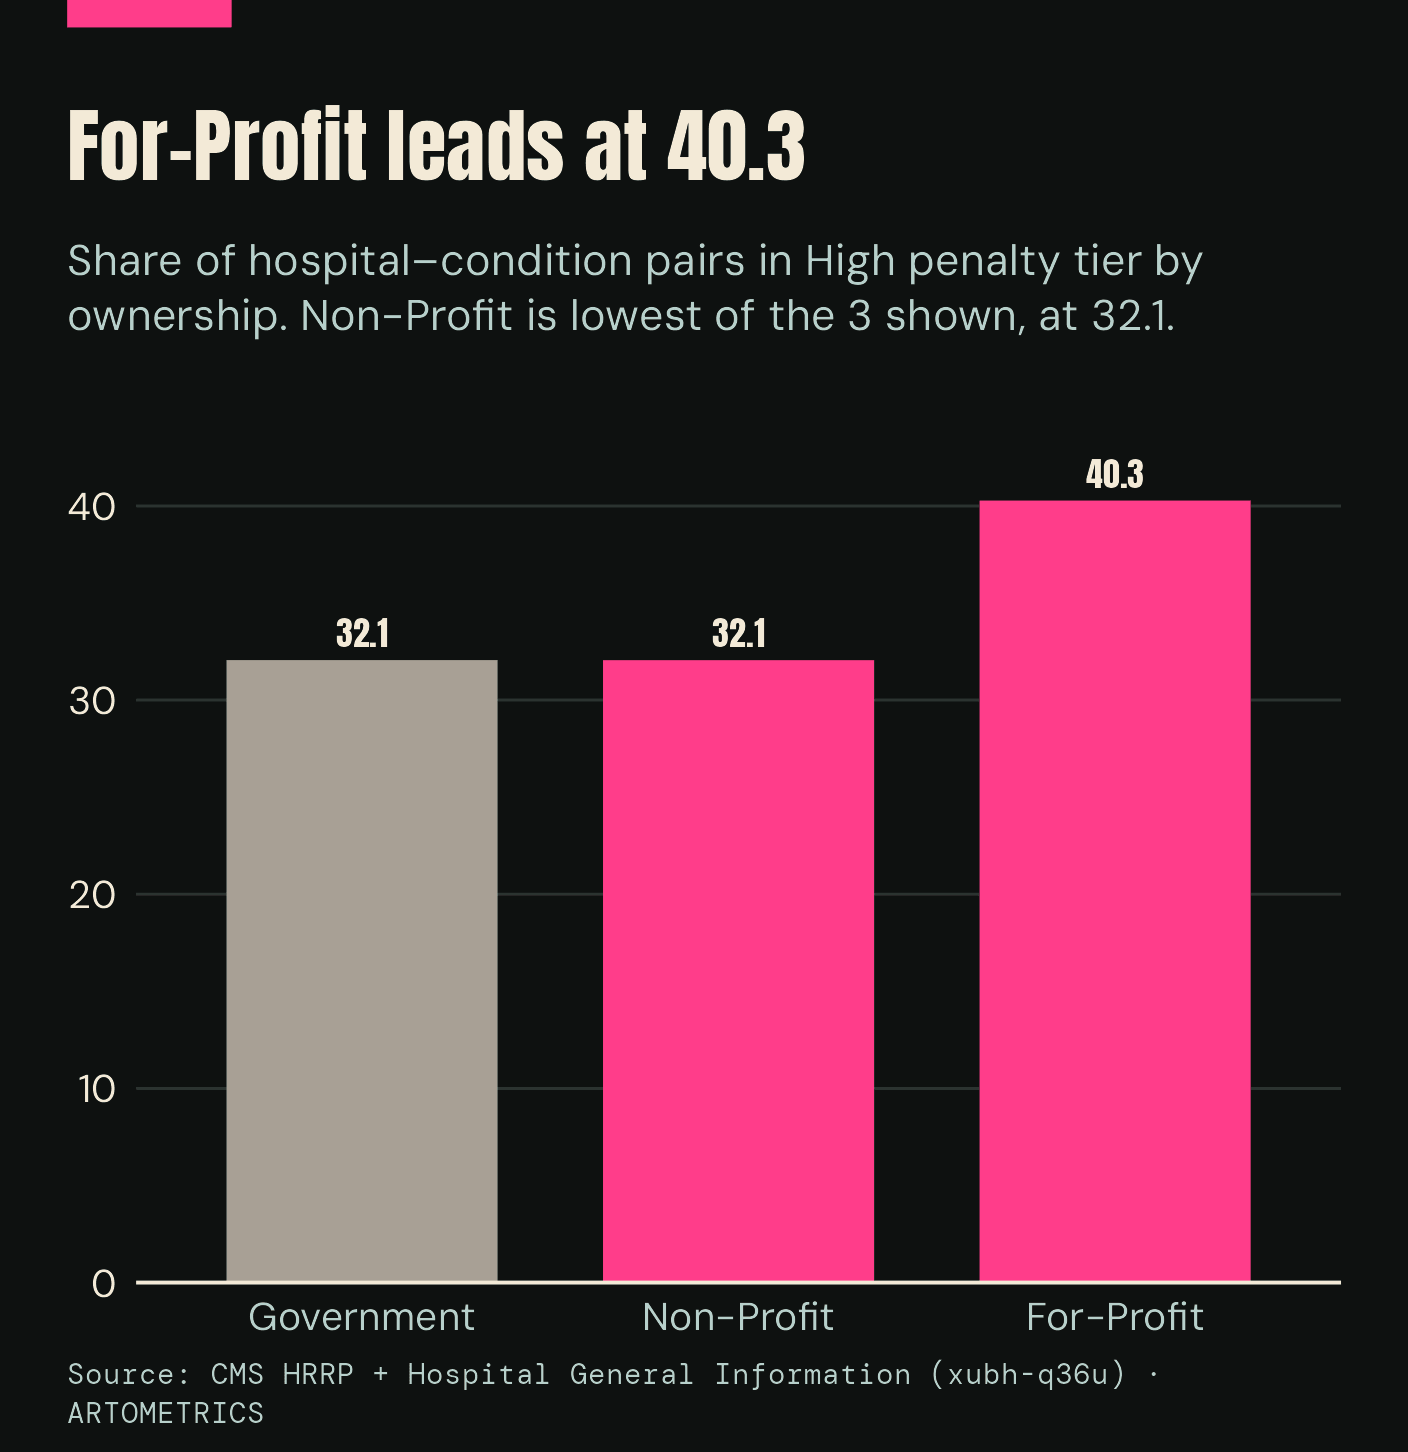 For-Profit leads at 40.3
Share of hospital–condition pairs in High penalty tier by
ownership. Non-Profit is lowest of the 3 shown, at 32.1.
40.3
40
32.1
32.1
30
20
10
0
Government
Non-Profit
For-Profit
Source: CMS HRRP + Hospital General Information (xubh-q36u) ·
ARTOMETRICS